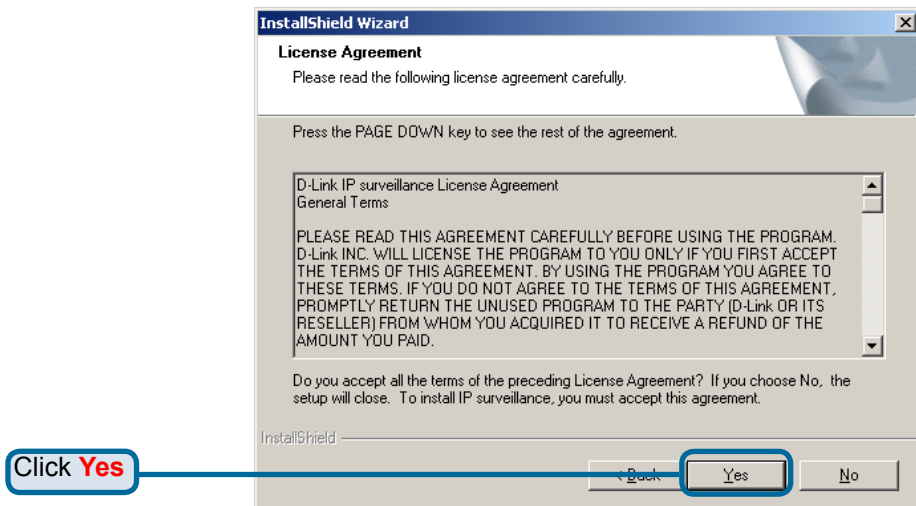 InstallShield Wizard
License Agreement
Please read the following license agreement carefully.
Press the PAGE DOWN key to see the rest of the agreement.
D-Link IP surveillance License Agreement
General Terms
PLEASE READ THIS AGREEMENT CAREFULLY BEFORE USING THE PROGRAM.
D-Link INC. WILL LICENSE THE PROGRAM TO YOU ONLY IF YOU FIRST ACCEPT
THE TERMS OF THIS AGREEMENT. BY USING THE PROGRAM YOU AGREE TO
THESE TERMS. IF YOU DO NOT AGREE TO THE TERMS OF THIS AGREEMENT,
PROMPTLY RETURN THE UNUSED PROGRAM TO THE PARTY (D-Link OR ITS
RESELLER) FROM WHOM YOU ACQUIRED IT TO RECEIVE A REFUND OF THE
AMOUNT YOU PAID.
Do you accept all the terms of the preceding License Agreement? If you choose No, the
setup will close. To install IP surveillance, you must accept this agreement.
InstallShield
Click Yes
< Back
Yes
No